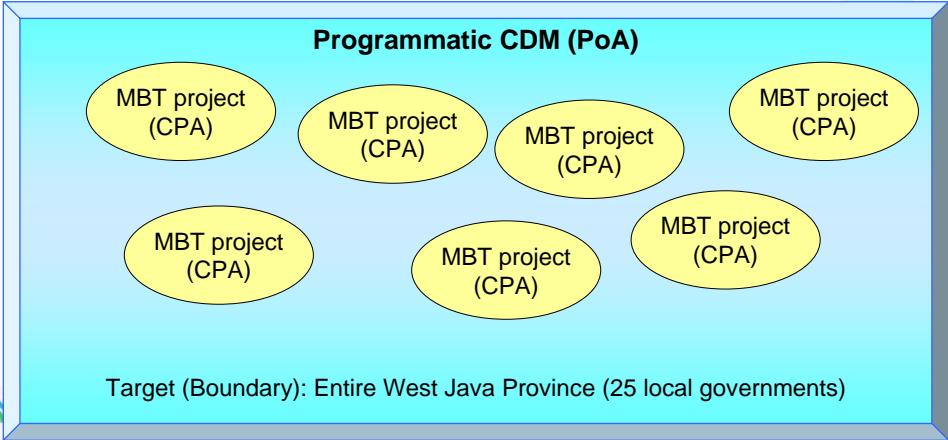 Programmatic CDM (PoA)
MBT project
(CPA)
MBT project
(CPA)
MBT project
(CPA)
MBT project
(CPA)
MBT project
(CPA)
MBT project
(CPA)
MBT project
(CPA)
Target (Boundary): Entire West Java Province (25 local governments)